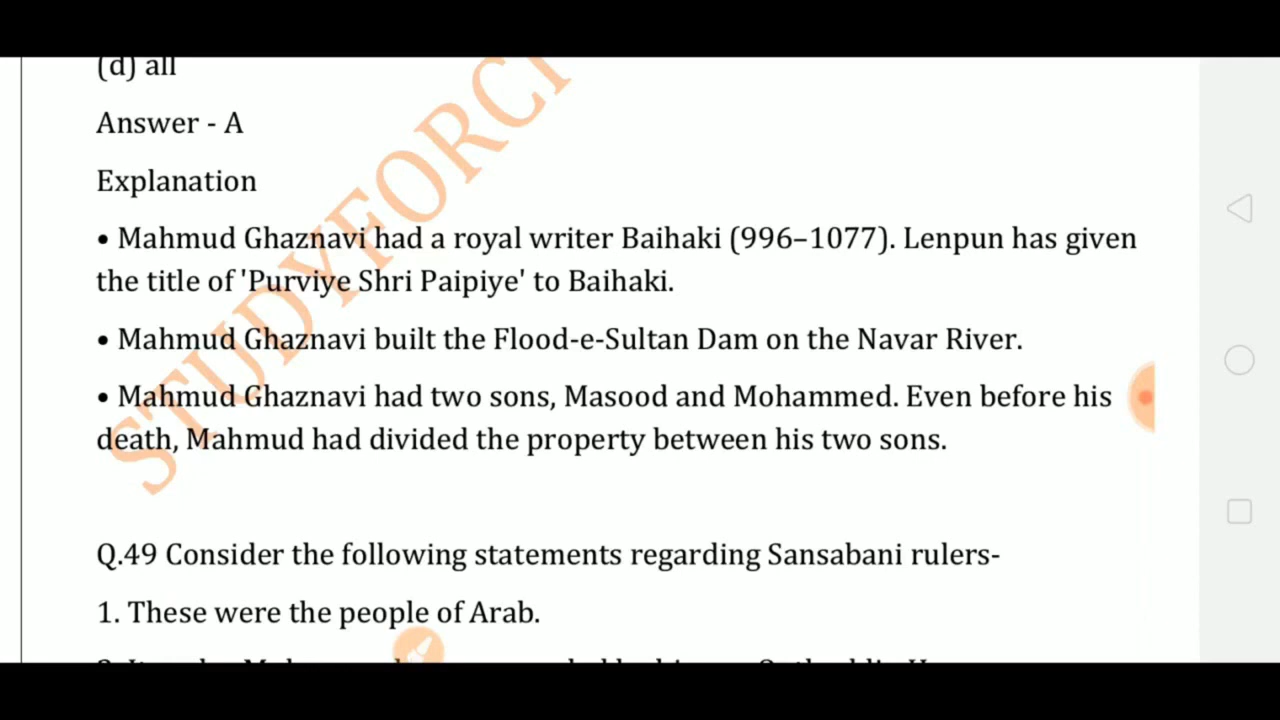 (d) all
Answer - A
Explanation
• Mahmud Ghaznavi had a royal writer Baihaki (996–1077). Lenpun has given
the title of 'Purviye Shri Paipiye' to Baihaki.
• Mahmud Ghaznavi built the Flood-e-Sultan Dam on the Navar River.
• Mahmud Ghaznavi had two sons, Masood and Mohammed. Even before his
death, Mahmud had divided the property between his two sons.
Q.49 Consider the following statements regarding Sansabani rulers-
1. These were the people of Arab.
STUDYFORCI